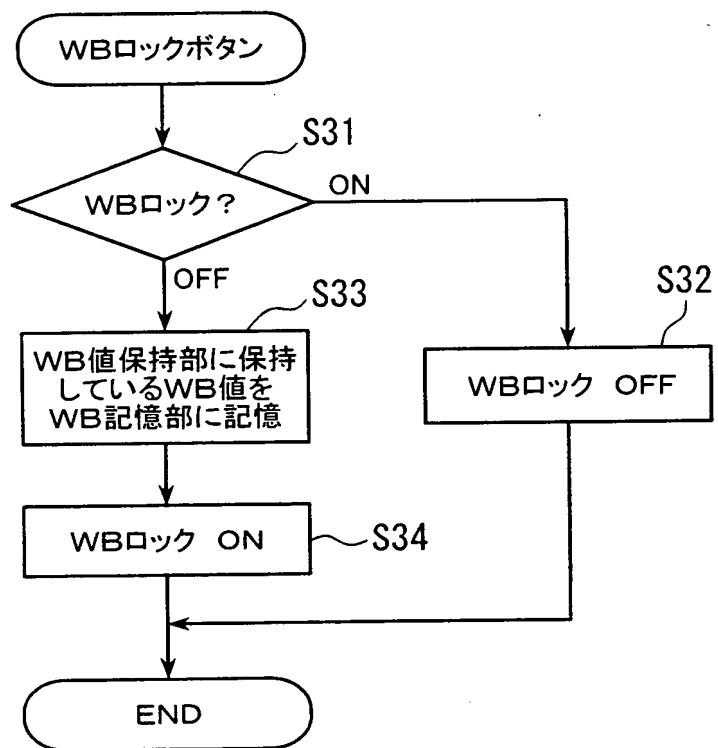 WBロックボタン
S31
WBロック?
ON
OFF
S33
S32
WB値保持部に保持
しているWB値を
WB記憶部に記憶
WBロック OFF
WBロック ON
S34
END